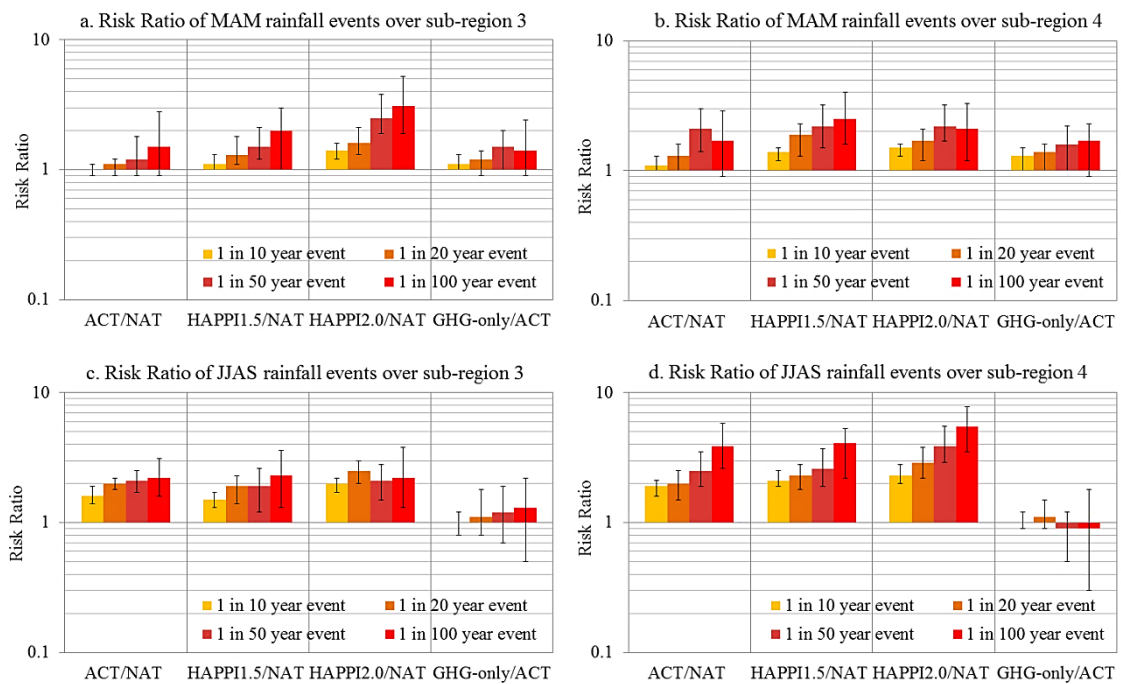 a. Risk Ratio of MAM rainfall events over sub-region 3
10
1
0.1
Risk Ratio
1 in 10 year event
1 in 20 year event
1 in 50 year event
1 in 100 year event
ACT/NAT
HAPPI1.5/NAT
HAPPI2.0/NAT
GHG-only/ACT
b. Risk Ratio of MAM rainfall events over sub-region 4
10
1
0.1
Risk Ratio
1 in 10 year event
1 in 20 year event
1 in 50 year event
1 in 100 year event
ACT/NAT
HAPPI1.5/NAT
HAPPI2.0/NAT
GHG-only/ACT
c. Risk Ratio of JJAS rainfall events over sub-region 3
10
1
0.1
Risk Ratio
1 in 10 year event
1 in 20 year event
1 in 50 year event
1 in 100 year event
ACT/NAT
HAPPI1.5/NAT
HAPPI2.0/NAT
GHG-only/ACT
d. Risk Ratio of JJAS rainfall events over sub-region 4
10
1
0.1
Risk Ratio
1 in 10 year event
1 in 20 year event
1 in 50 year event
1 in 100 year event
ACT/NAT
HAPPI1.5/NAT
HAPPI2.0/NAT
GHG-only/ACT